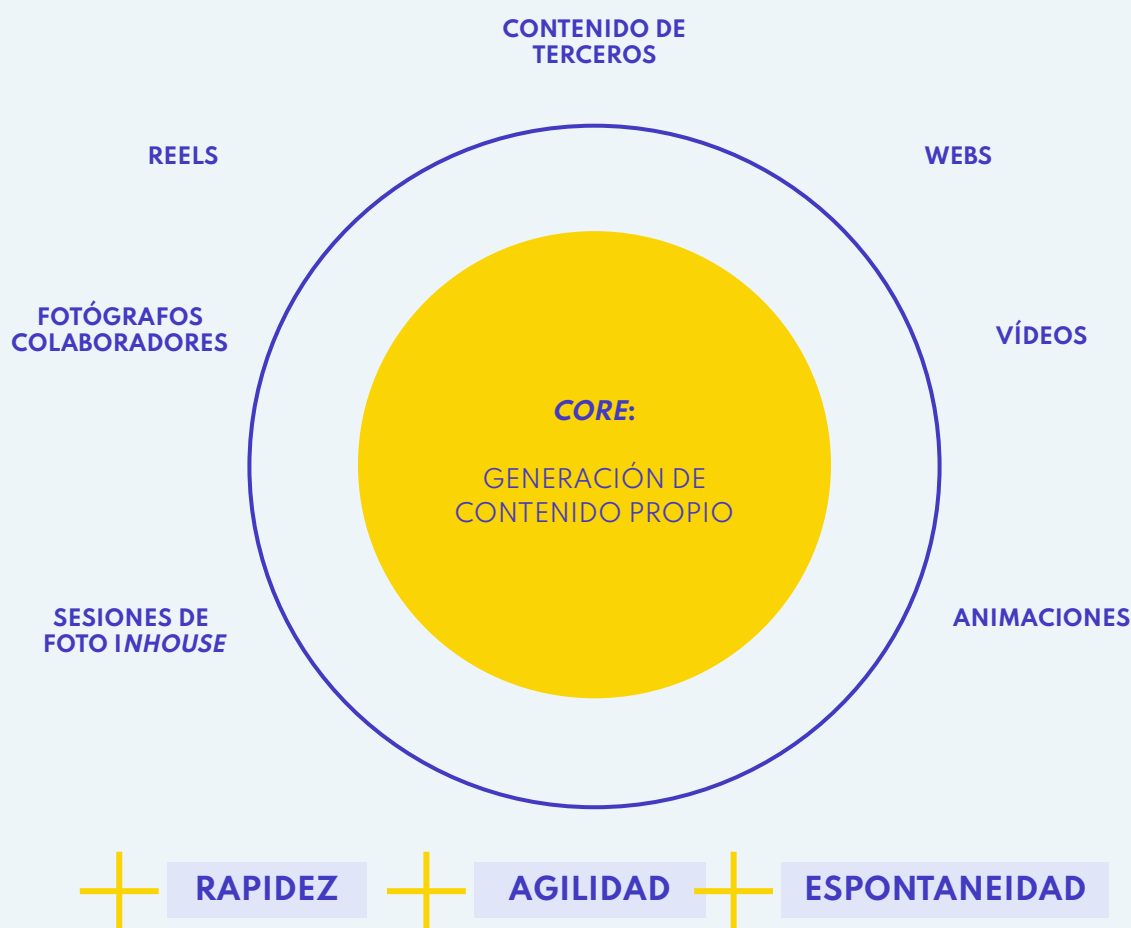 CONTENIDO DE
TERCEROS
REELS
WEBS
FOTÓGRAFOS
COLABORADORES
VÍDEOS
CORE:
GENERACIÓN DE
CONTENIDO PROPIO
SESIONES DE
FOTO INHOUSE
ANIMACIONES
RAPIDEZ
AGILIDAD
ESPONTANEIDAD